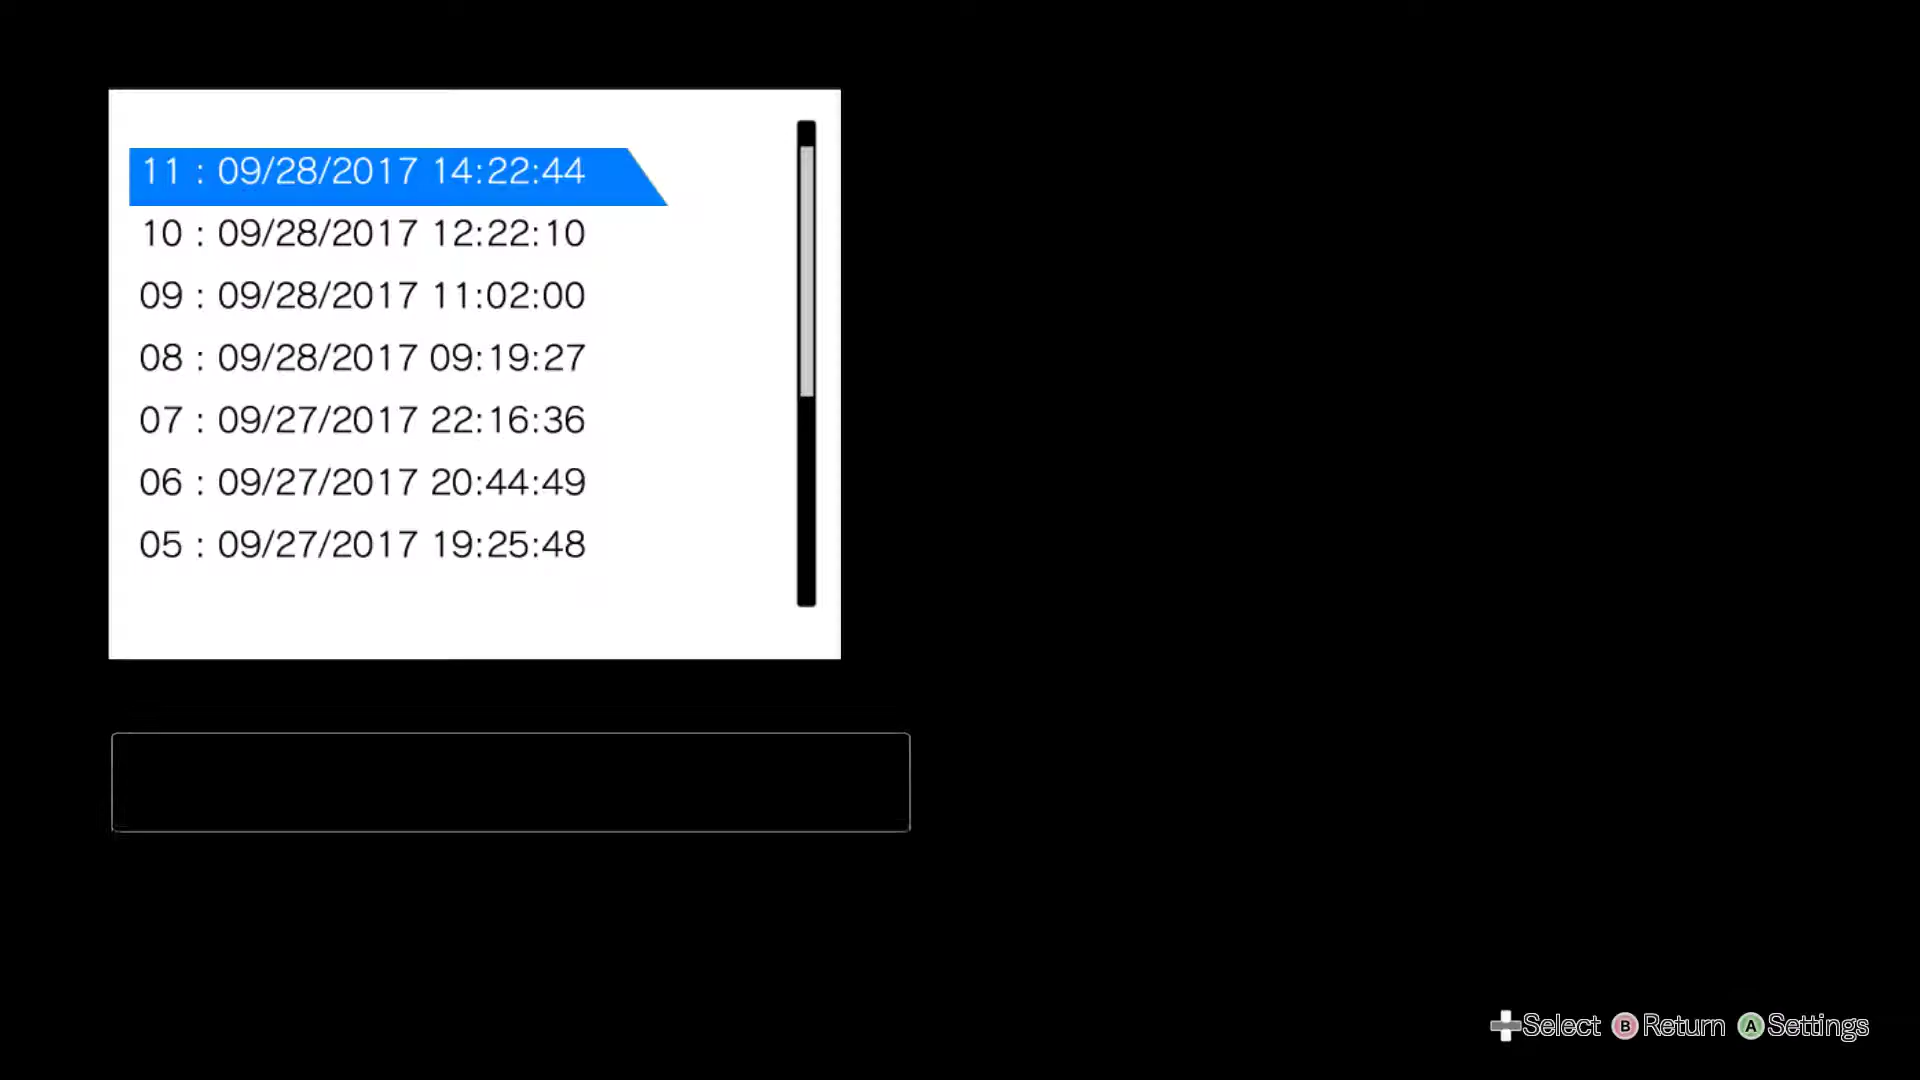 11 : 09/28/2017 14:22:44
10 : 09/28/2017 12:22:10
09 : 09/28/2017 11:02:00
08 : 09/28/2017 09:19:27
07 : 09/27/2017 22:16:36
06 : 09/27/2017 20:44:49
05 : 09/27/2017 19:25:48
Select B Return A Settings